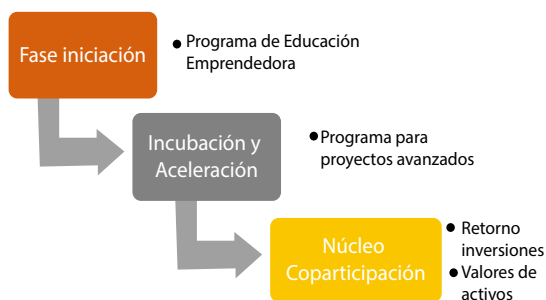 Fase iniciación
● Programa de Educación
Emprendedora
Incubación y
Aceleración
●Programa para
proyectos avanzados
Núcleo
Coparticipación
● Retorno
inversiones
●Valores de
activos